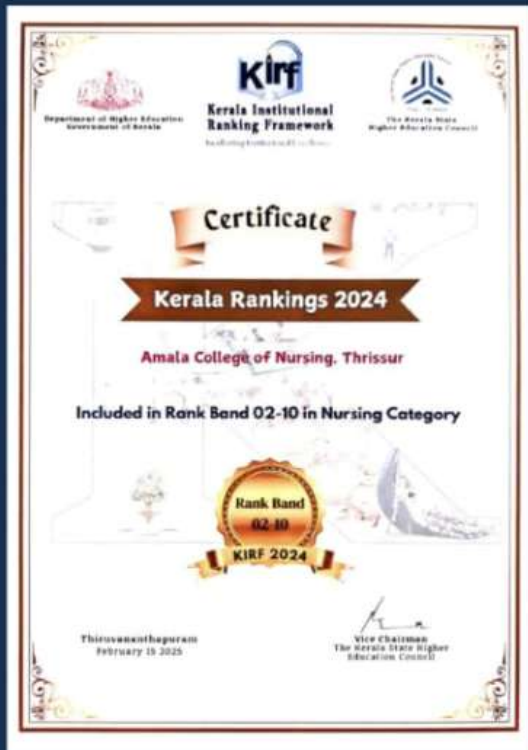 Department of Higher Education
Government of Kerala
Kirf
Kerala Institutional
Ranking Framework
The Kerala State
Higher Education Council
Certificate
Kerala Rankings 2024
Amala College of Nursing, Thrissur
Included in Rank Band 02-10 in Nursing Category
Rank Band
02-10
KIRF 2024
Thiruvananthapuram
February 15 2025
Vice Chairman
The Kerala State Higher
Education Council